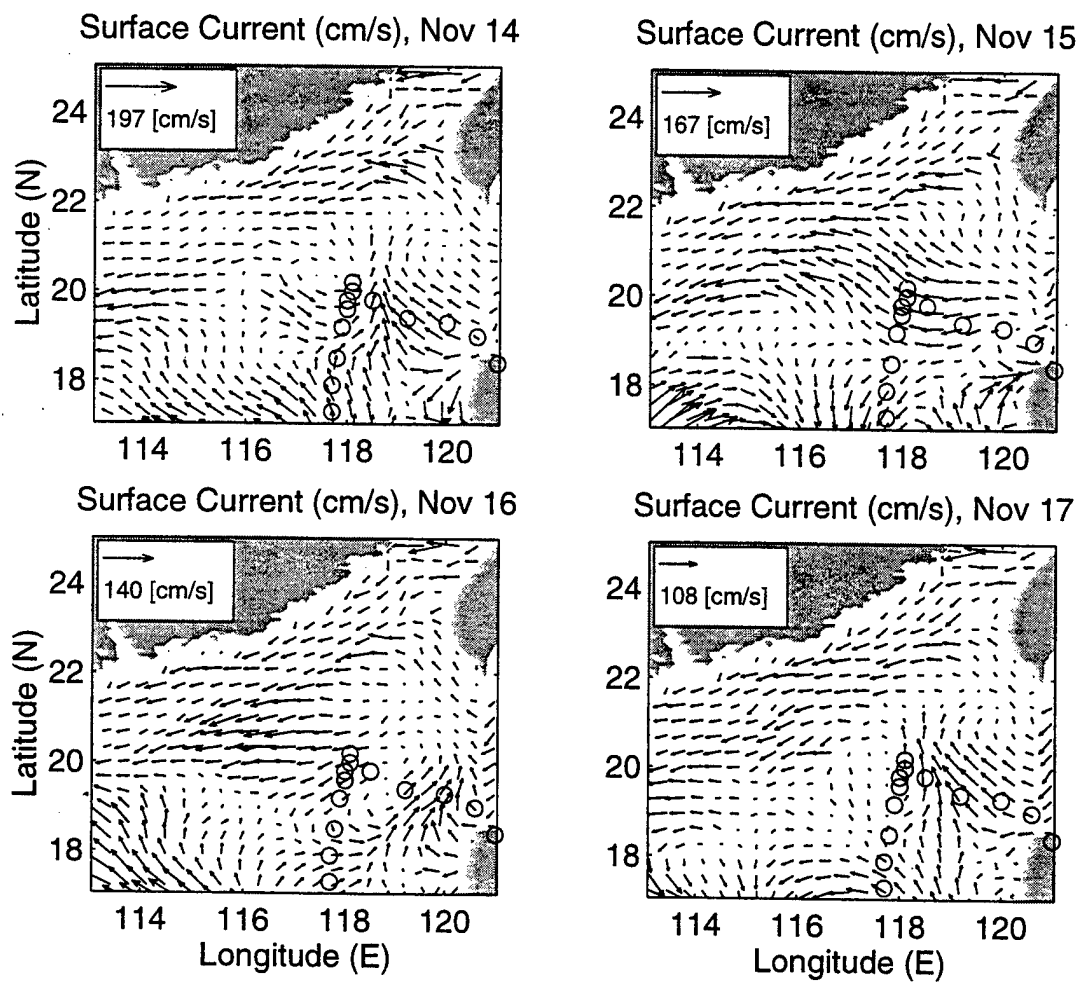 Surface Current (cm/s), Nov 14
197 [cm/s]
24
22
20
18
Latitude (N)
114 116 118 120
Surface Current (cm/s), Nov 15
167 [cm/s]
24
22
20
18
114 116 118 120
Surface Current (cm/s), Nov 16
140 [cm/s]
24
22
20
18
Latitude (N)
114 116 118 120
Longitude (E)
Surface Current (cm/s), Nov 17
108 [cm/s]
24
22
20
18
114 116 118 120
Longitude (E)